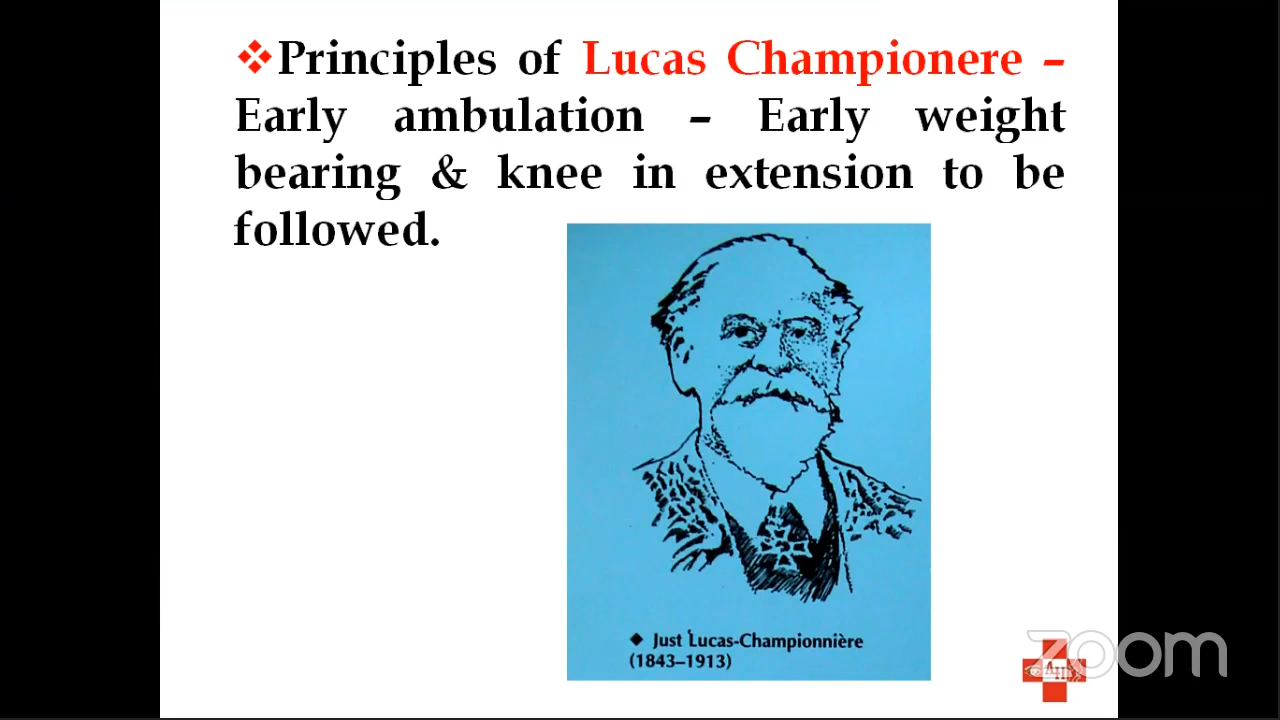 Principles of Lucas Championere –
Early ambulation – Early weight
bearing & knee in extension to be
followed.
Just Lucas-Championnière
(1843–1913)
zoom